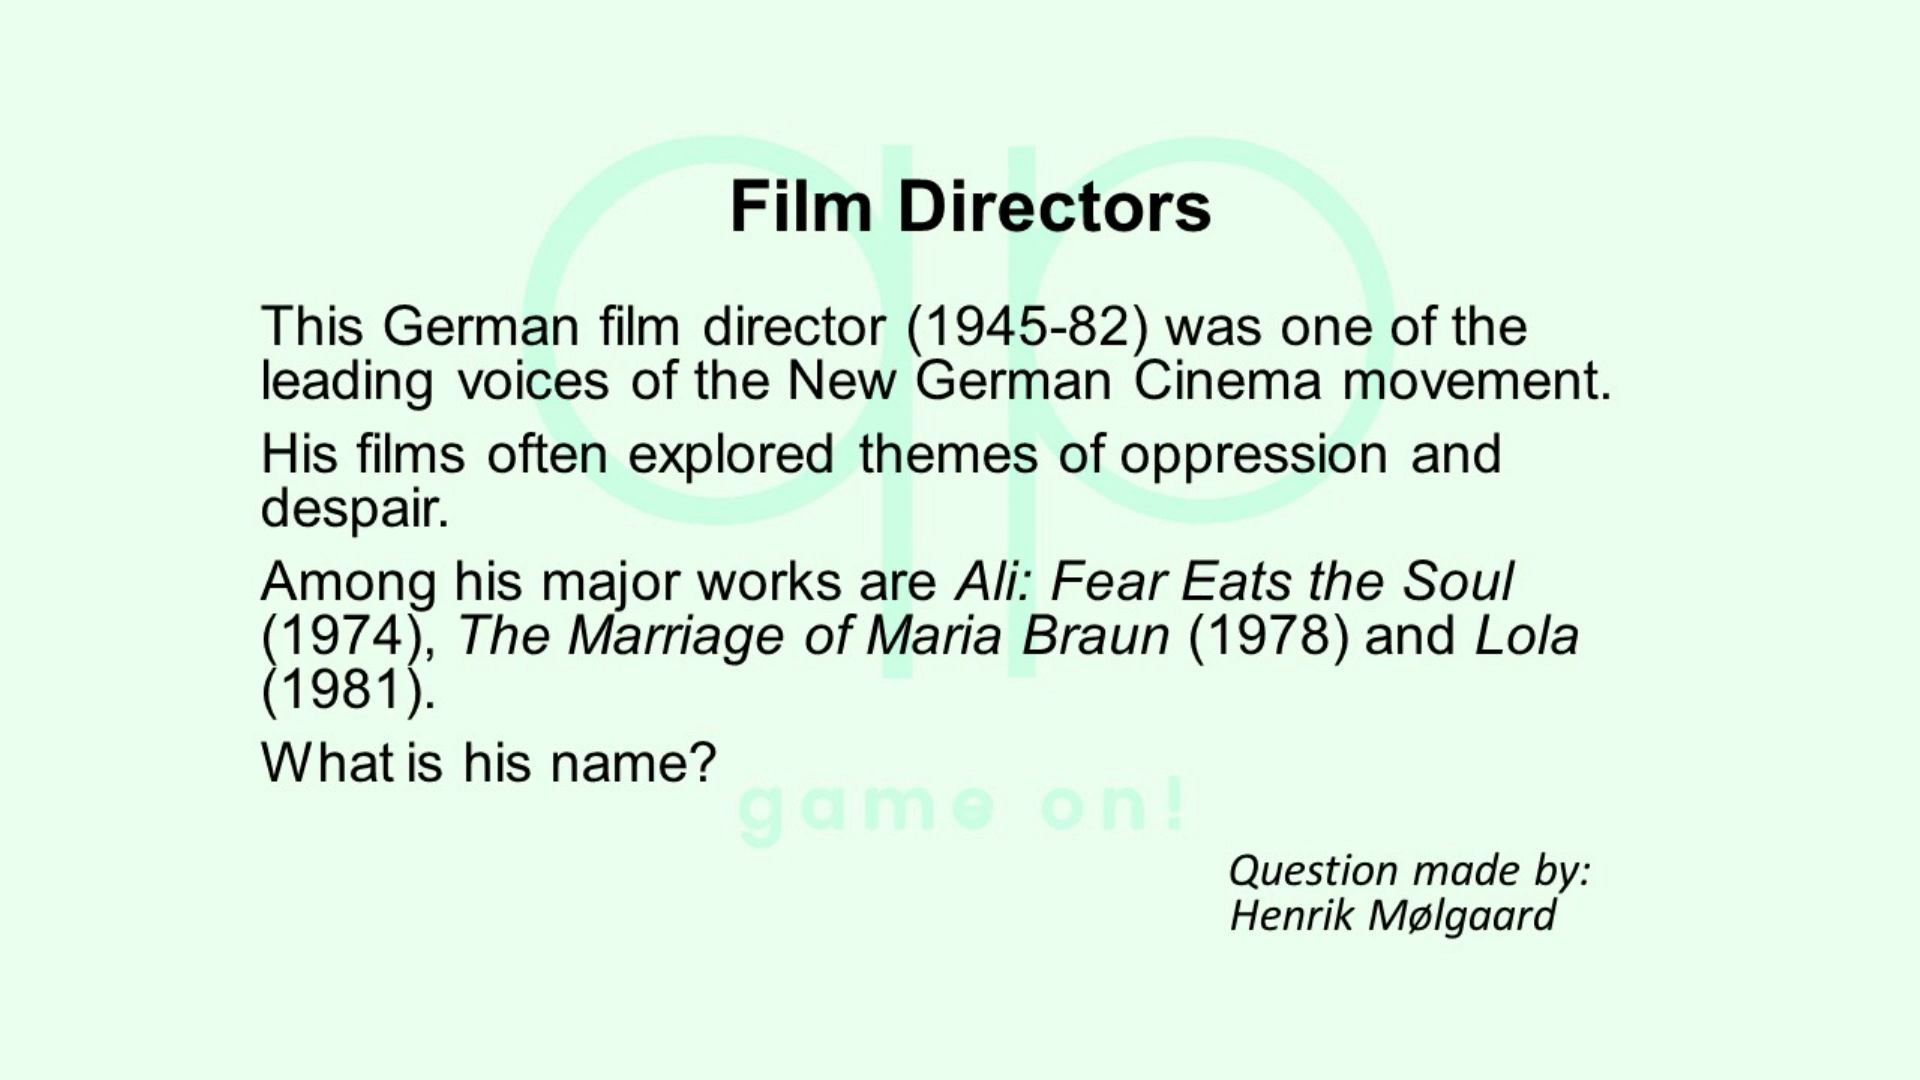 Film Directors
This German film director (1945-82) was one of the
leading voices of the New German Cinema movement.
His films often explored themes of oppression and
despair.
Among his major works are Ali: Fear Eats the Soul
(1974), The Marriage of Maria Braun (1978) and Lola
(1981).
What is his name?
game on!
Question made by:
Henrik Mølgaard